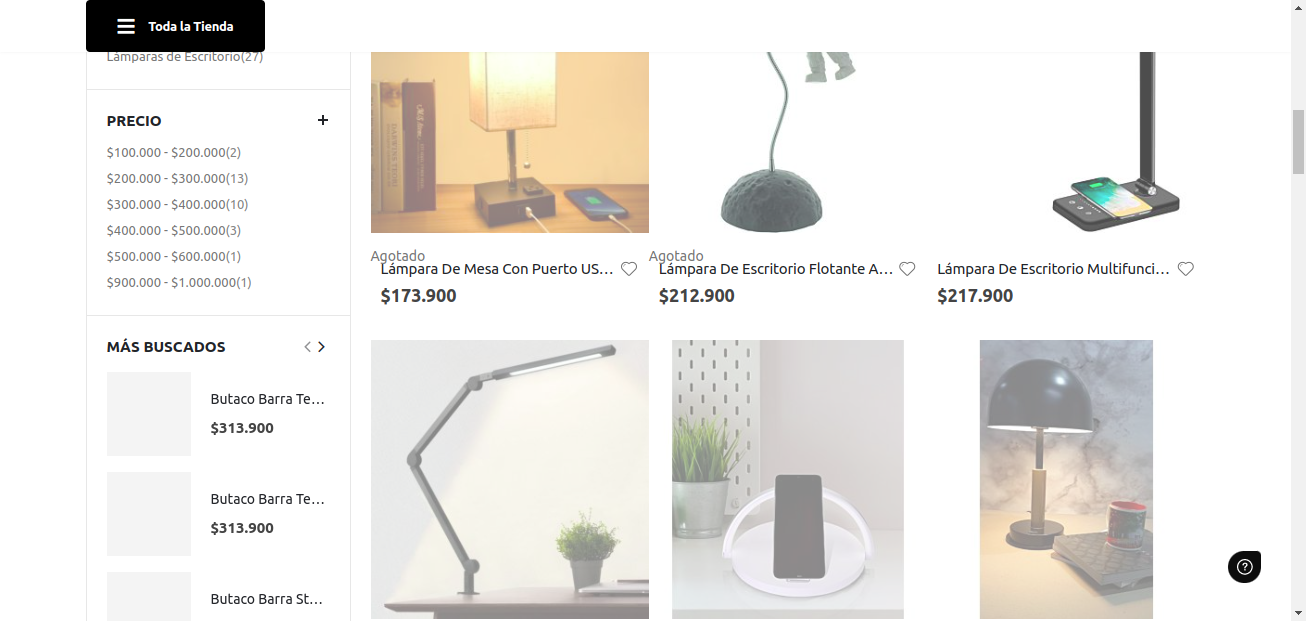 Toda la Tienda
Lámparas de Escritorio(27)
PRECIO
$100.000 - $200.000(2)
$200.000 - $300.000(13)
$300.000 - $400.000(10)
$400.000 - $500.000(3)
$500.000 - $600.000(1)
$900.000 - $1.000.000(1)
MÁS BUSCADOS
Butaco Barra Te...
$313.900
Butaco Barra Te...
$313.900
Butaco Barra St...
Agotado
Lámpara De Mesa Con Puerto US...
$173.900
Agotado
Lámpara De Escritorio Flotante A...
$212.900
Lámpara De Escritorio Multifunci...
$217.900